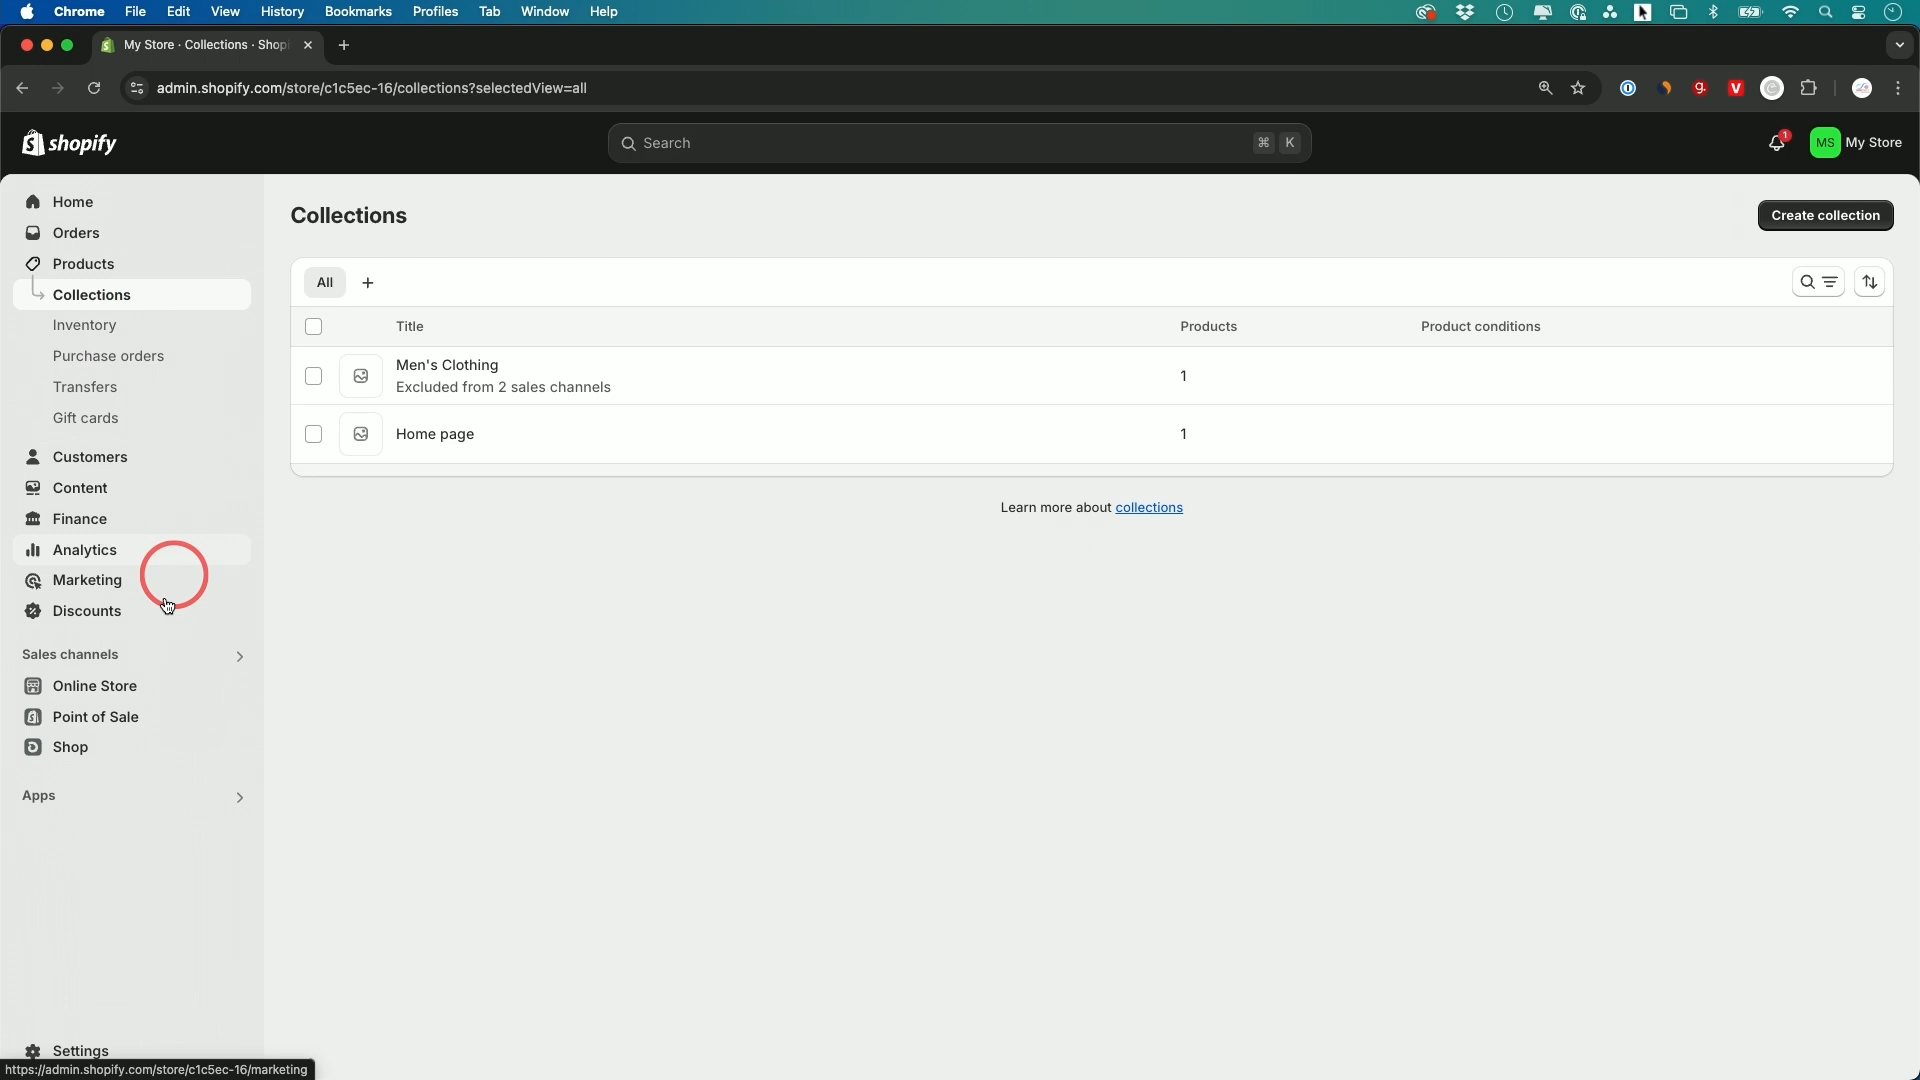 Chrome File Edit View History Bookmarks Profiles Tab Window Help
My Store · Collections · Shopi
admin.shopify.com/store/c1c5ec-16/collections?selectedView=all
shopify
Search ⌘ K
1
MS My Store
Home
Orders
Products
Collections
Inventory
Purchase orders
Transfers
Gift cards
Customers
Content
Finance
Analytics
Marketing
Discounts
Sales channels
Online Store
Point of Sale
Shop
Apps
Settings
https://admin.shopify.com/store/c1c5ec-16/marketing
Collections
Create collection
All +
Title Products Product conditions
Men's Clothing
Excluded from 2 sales channels
1
Home page 1
Learn more about collections